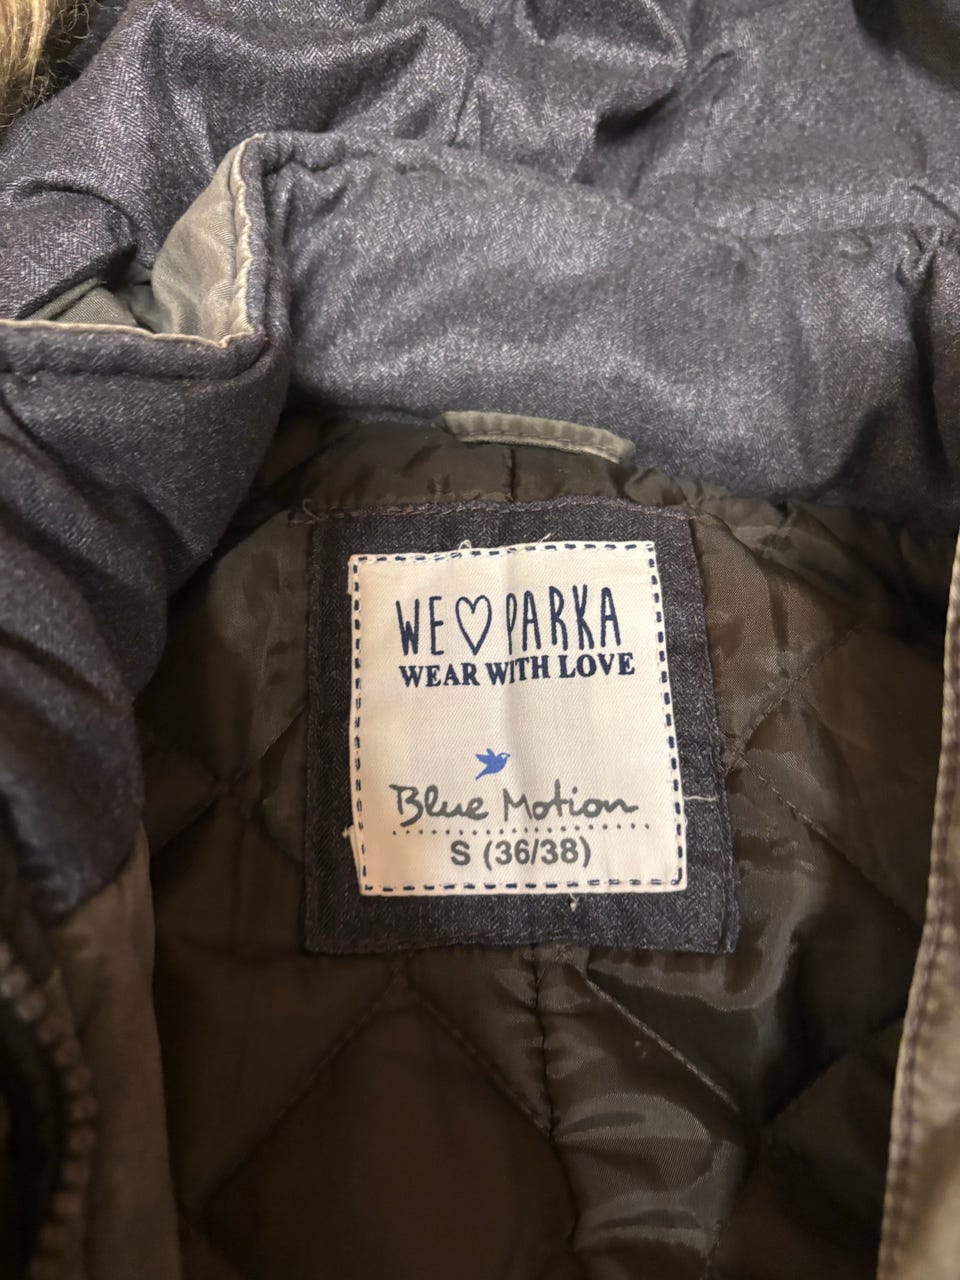 WE♡PARKA
WEAR WITH LOVE
Blue Motion
S (36/38)